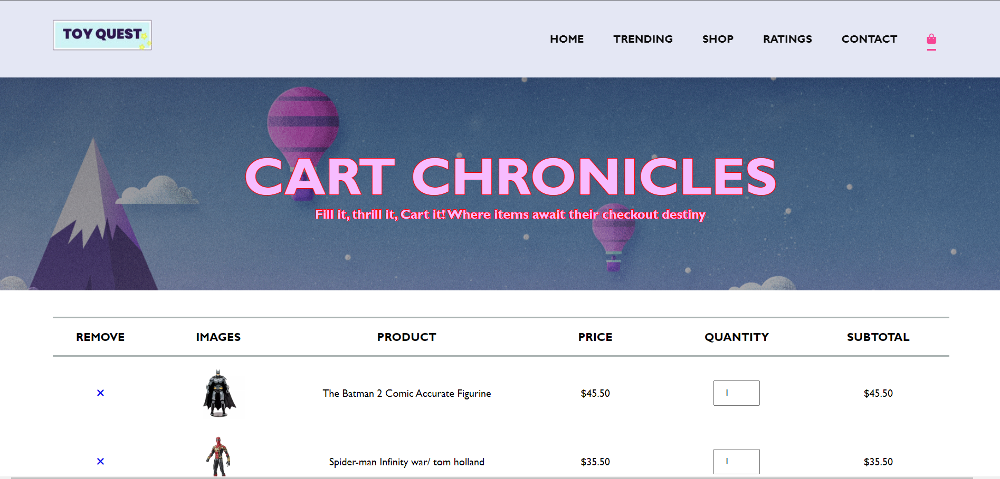 TOY QUEST
HOME TRENDING SHOP RATINGS CONTACT
CART CHRONICLES
Fill it, thrill it, Cart it! Where items await their checkout destiny
REMOVE IMAGES PRODUCT PRICE QUANTITY SUBTOTAL
The Batman 2 Comic Accurate Figurine $45.50 1 $45.50
Spider-man Infinity war/ tom holland $35.50 1 $35.50